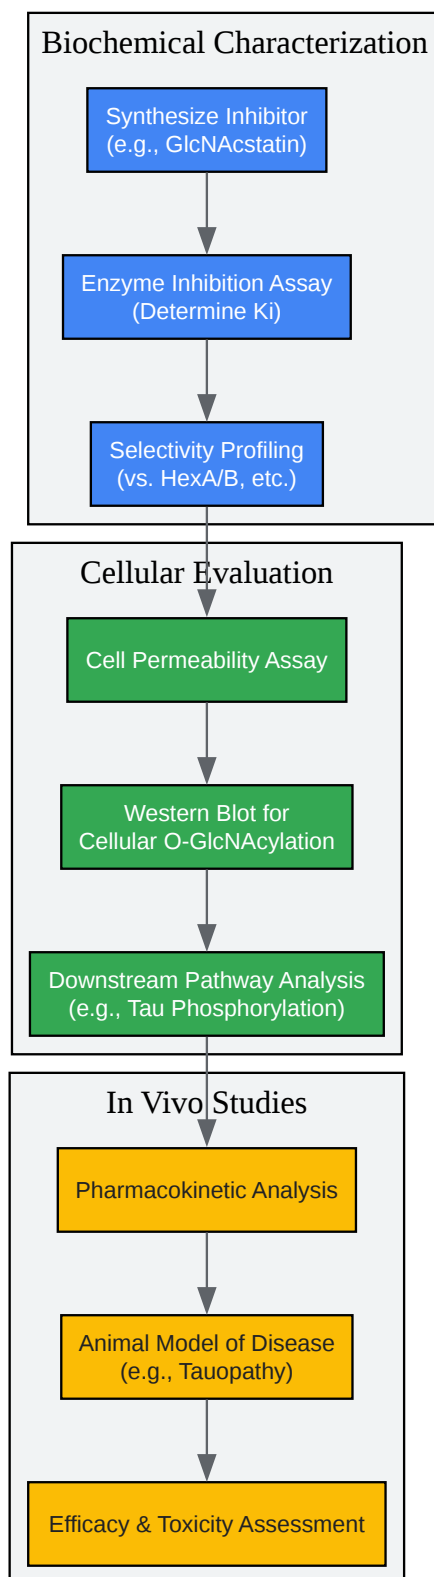 Biochemical Characterization
Synthesize Inhibitor
(e.g., GlcNAcstatin)
Enzyme Inhibition Assay
(Determine Ki)
Selectivity Profiling
(vs. HexA/B, etc.)
Cellular Evaluation
Cell Permeability Assay
Western Blot for
Cellular O-GlcNAcylation
Downstream Pathway Analysis
(e.g., Tau Phosphorylation)
In Vivo Studies
Pharmacokinetic Analysis
Animal Model of Disease
(e.g., Tauopathy)
Efficacy & Toxicity Assessment